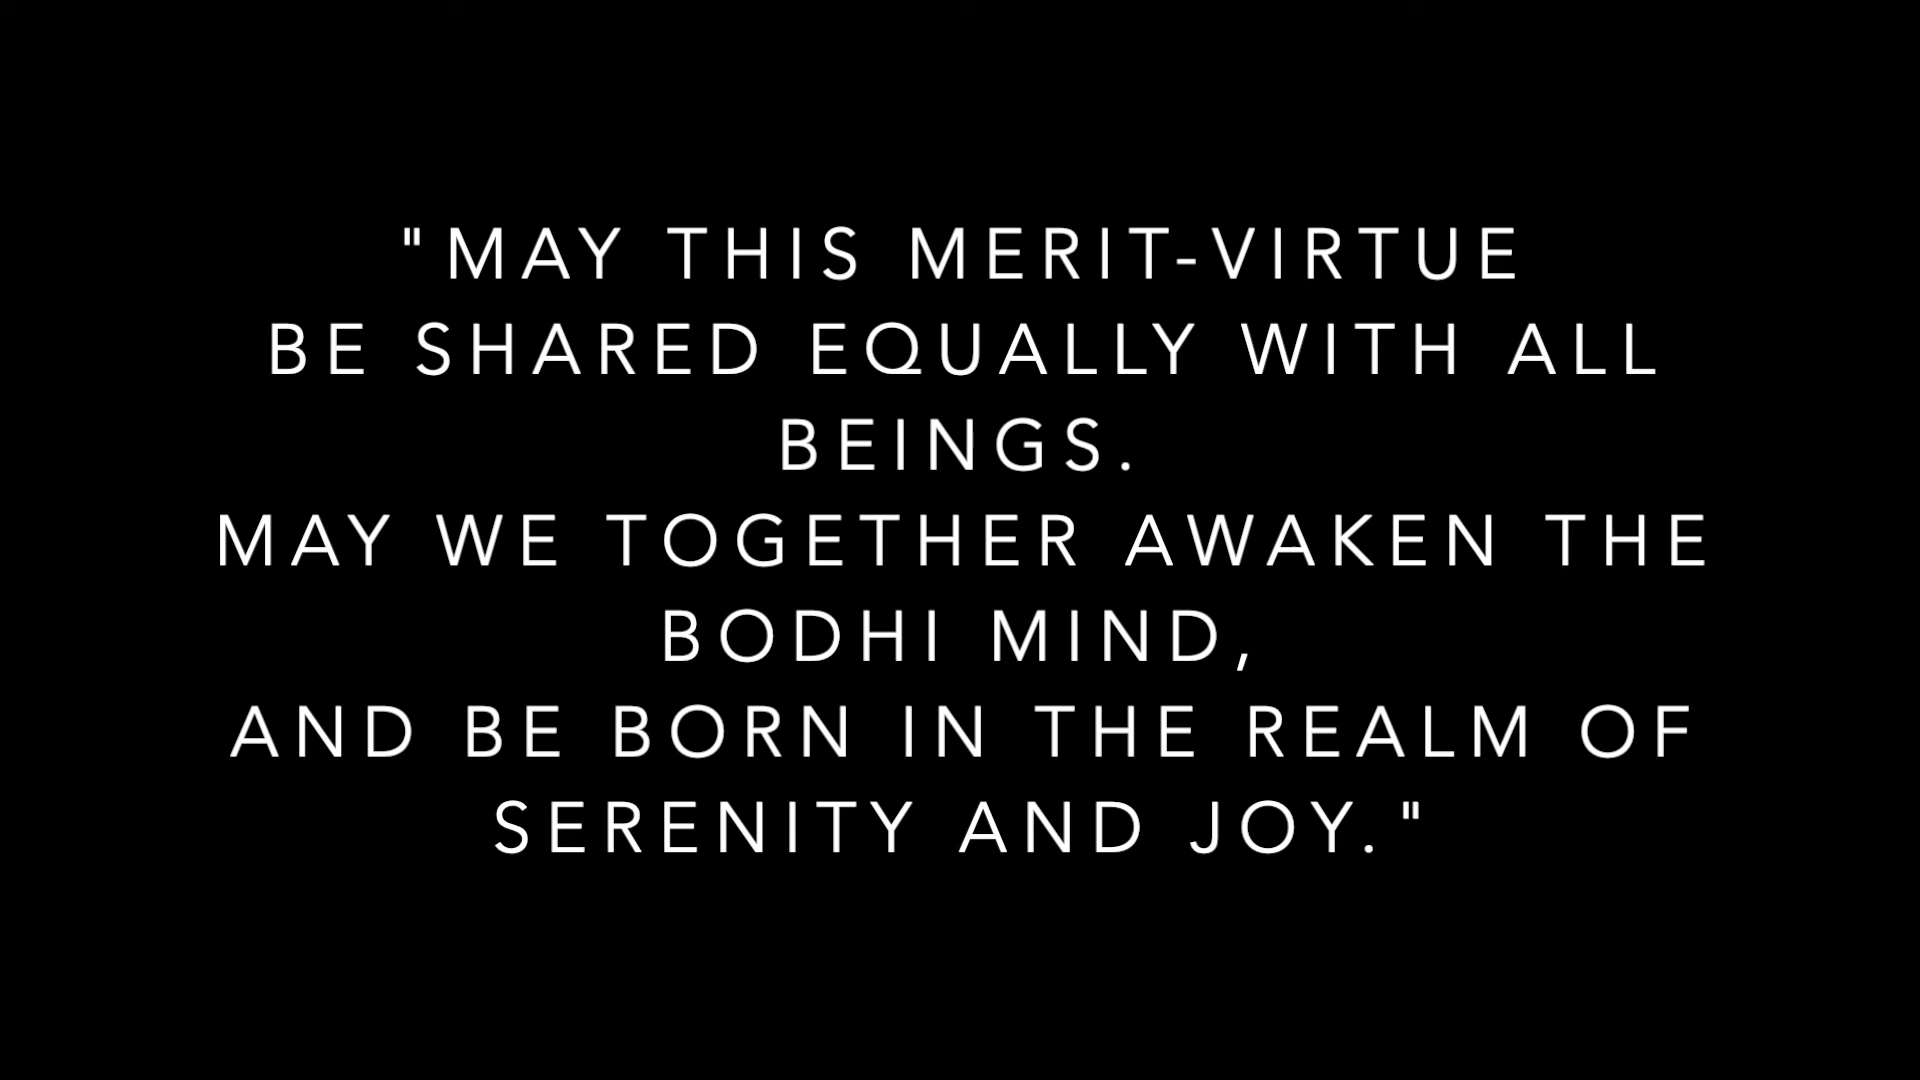 "MAY THIS MERIT-VIRTUE
BE SHARED EQUALLY WITH ALL
BEINGS.
MAY WE TOGETHER AWAKEN THE
BODHI MIND,
AND BE BORN IN THE REALM OF
SERENITY AND JOY."